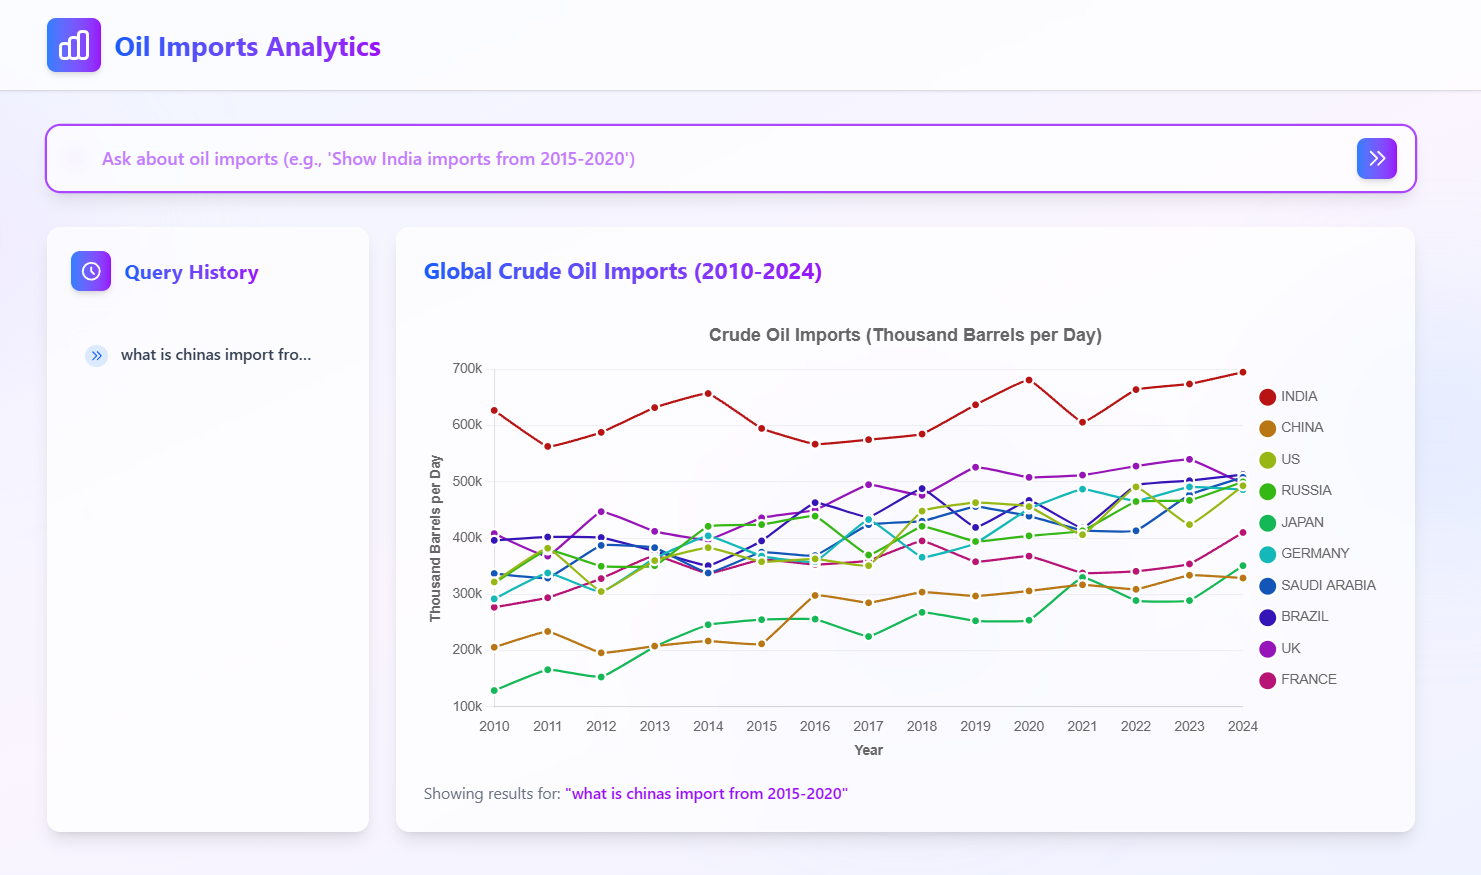 Oil Imports Analytics
Ask about oil imports (e.g., 'Show India imports from 2015-2020')
Query History
what is chinas import fro...
Global Crude Oil Imports (2010-2024)
Crude Oil Imports (Thousand Barrels per Day)
700k
600k
500k
400k
300k
200k
100k
Thousand Barrels per Day
2010 2011 2012 2013 2014 2015 2016 2017 2018 2019 2020 2021 2022 2023 2024
Year
INDIA
CHINA
US
RUSSIA
JAPAN
GERMANY
SAUDI ARABIA
BRAZIL
UK
FRANCE
Showing results for: "what is chinas import from 2015-2020"